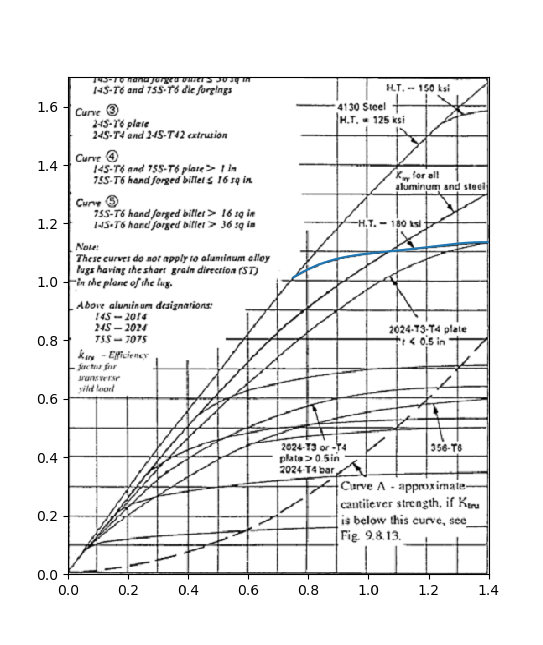 14S-T6 hand forged billet ≤ 36 sq in
14S-T6 and 75S-T6 die forgings
Curve ③
24S-T6 plate
24S-T4 and 24S-T42 extrusion
Curve ④
14S-T6 and 75S-T6 plate > 1 in
75S-T6 hand forged billet ≤ 16 sq in
Curve ⑤
75S-T6 hand forged billet > 16 sq in
14S-T6 hand forged billet > 36 sq in
Note:
These curves do not apply to aluminum alloy
lugs having the short grain direction (ST)
in the plane of the lug.
Above aluminum designations:
14S — 2014
24S — 2024
75S — 7075
Ktru - Efficiency
factor for
transverse
yild load
H.T. - 150 ksi
4130 Steel
H.T. = 125 ksi
Kty for all
aluminum and steel
H.T. - 180 ksi
2024-T3-T4 plate
t < 0.5 in
2024-T3 or -T4
plate > 0.5in
2024-T4 bar
356-T6
Curve A - approximate
cantilever strength, if Ktru
is below this curve, see
Fig. 9.8.13.
1.6
1.4
1.2
1.0
0.8
0.6
0.4
0.2
0.0
0.0 0.2 0.4 0.6 0.8 1.0 1.2 1.4